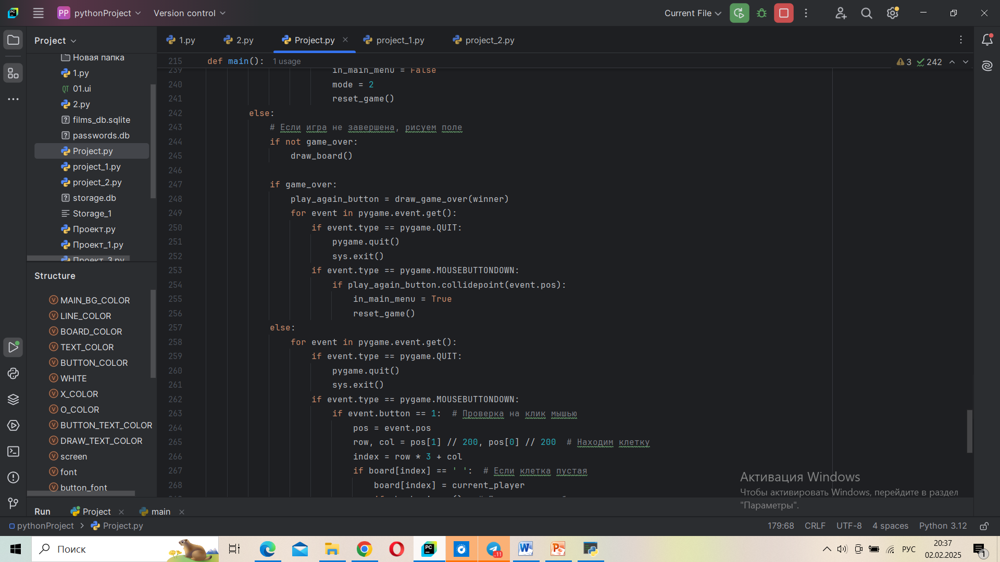 PP pythonProject Version control Current File
Project
1.py 2.py Project.py project_1.py project_2.py
Новая папка
1.py
01.ui
2.py
films_db.sqlite
passwords.db
Project.py
project_1.py
project_2.py
storage.db
Storage_1
Проект.py
Проект_1.py
Проект_3.py
Structure
MAIN_BG_COLOR
LINE_COLOR
BOARD_COLOR
TEXT_COLOR
BUTTON_COLOR
WHITE
X_COLOR
O_COLOR
BUTTON_TEXT_COLOR
DRAW_TEXT_COLOR
screen
font
button_font
215 def main(): 1 usage
3 242
239 in_main_menu = False
240 mode = 2
241 reset_game()
242 else:
243 # Если игра не завершена, рисуем поле
244 if not game_over:
245 draw_board()
246
247 if game_over:
248 play_again_button = draw_game_over(winner)
249 for event in pygame.event.get():
250 if event.type == pygame.QUIT:
251 pygame.quit()
252 sys.exit()
253 if event.type == pygame.MOUSEBUTTONDOWN:
254 if play_again_button.collidepoint(event.pos):
255 in_main_menu = True
256 reset_game()
257 else:
258 for event in pygame.event.get():
259 if event.type == pygame.QUIT:
260 pygame.quit()
261 sys.exit()
262 if event.type == pygame.MOUSEBUTTONDOWN:
263 if event.button == 1: # Проверка на клик мышью
264 pos = event.pos
265 row, col = pos[1] // 200, pos[0] // 200 # Находим клетку
266 index = row * 3 + col
267 if board[index] == ' ': # Если клетка пустая
268 board[index] = current_player
Активация Windows
Чтобы активировать Windows, перейдите в раздел
"Параметры".
Run Project main
pythonProject Project.py
179:68 CRLF UTF-8 4 spaces Python 3.12
Поиск
PC
..11
РУС
20:37
02.02.2025
1